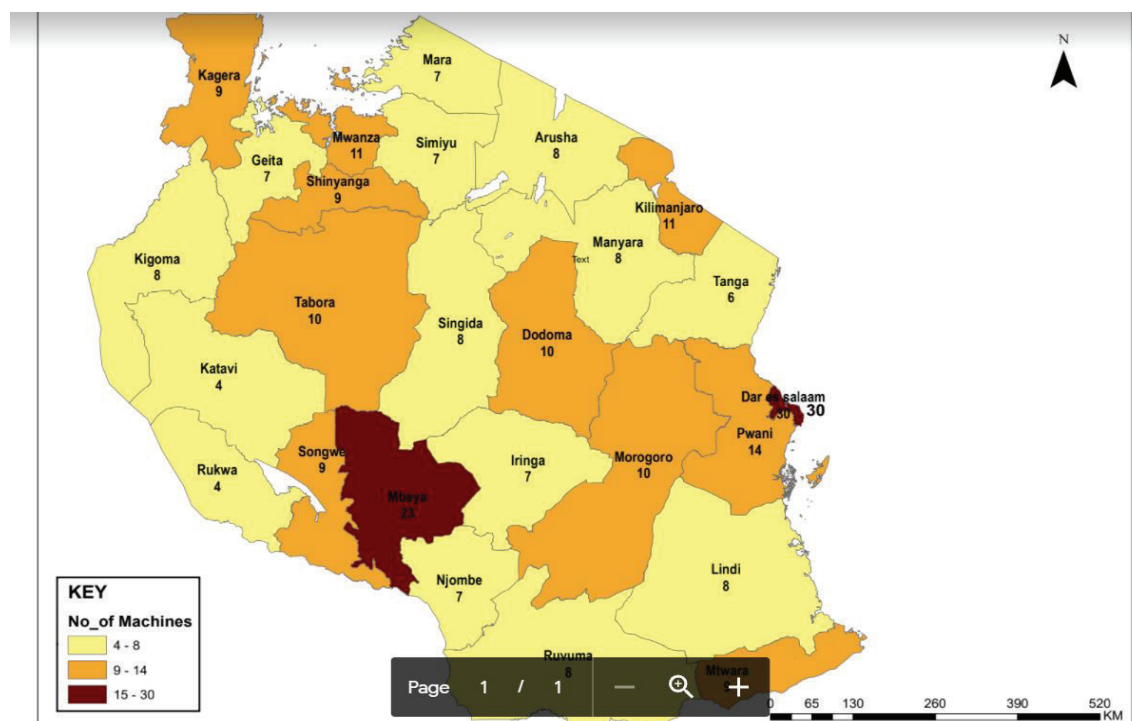 N
Kagera
9
Mara
7
Mwanza
11
Simiyu
7
Arusha
8
Geita
7
Shinyanga
9
Kilimanjaro
11
Kigoma
8
Manyara
8
Text
Tanga
6
Tabora
10
Singida
8
Dodoma
10
Katavi
4
Dar es salaam
30
30
Pwani
14
Songwe
9
Rukwa
4
Mbeya
23
Iringa
7
Morogoro
10
Njombe
7
Lindi
8
Ruvuma
8
Mtwara
9
KEY
No_of Machines
4 - 8
9 - 14
15 - 30
Page 1 / 1
0 65 130 260 390 520
KM